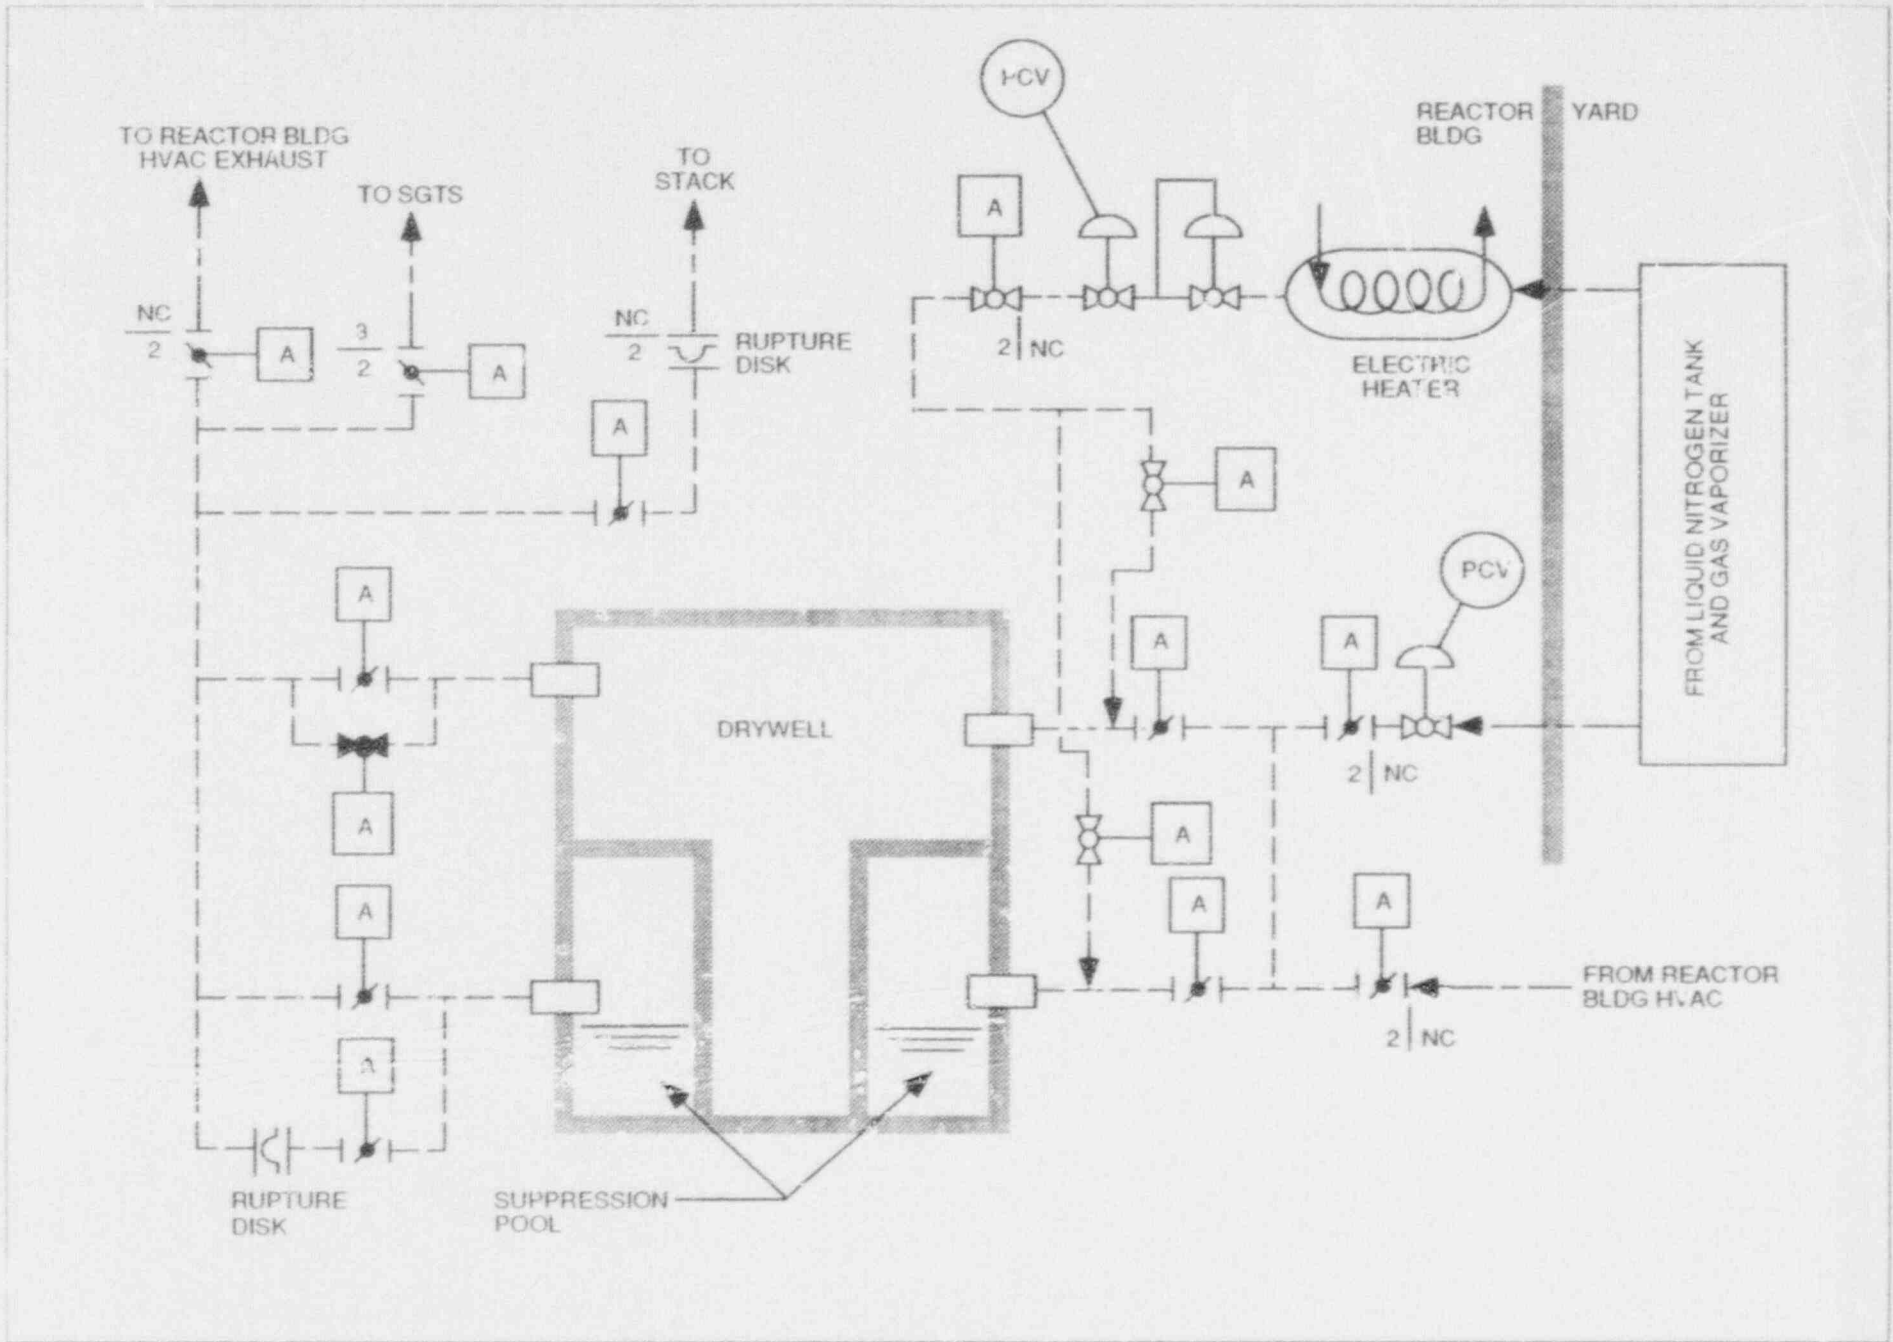 TO REACTOR BLDG
HVAC EXHAUST
TO SGTS
TO
STACK
PCV
REACTOR
BLDG
YARD
A
NC
2
A
3
2
A
NC
2
RUPTURE
DISK
A
2 NC
ELECTRIC
HEATER
FROM LIQUID NITROGEN TANK
AND GAS VAPORIZER
A
PCV
A
A
A
DRYWELL
2 NC
A
A
A
A
A
FROM REACTOR
BLDG HVAC
2 NC
A
RUPTURE
DISK
SUPPRESSION
POOL